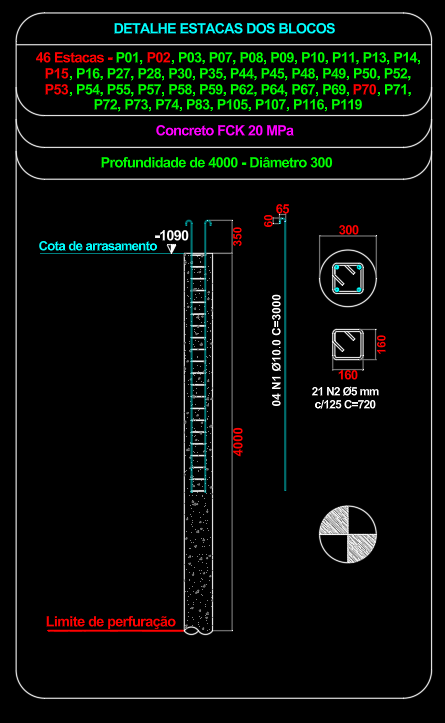 DETALHE ESTACAS DOS BLOCOS
46 Estacas - P01, P02, P03, P07, P08, P09, P10, P11, P13, P14,
P15, P16, P27, P28, P30, P35, P44, P45, P48, P49, P50, P52,
P53, P54, P55, P57, P58, P59, P62, P64, P67, P69, P70, P71,
P72, P73, P74, P83, P105, P107, P116, P119
Concreto FCK 20 MPa
Profundidade de 4000 - Diâmetro 300
65
60
300
350
-1090
Cota de arrasamento
04 N1 Ø10.0 C=3000
160
160
21 N2 Ø5 mm
c/125 C=720
4000
Limite de perfuração